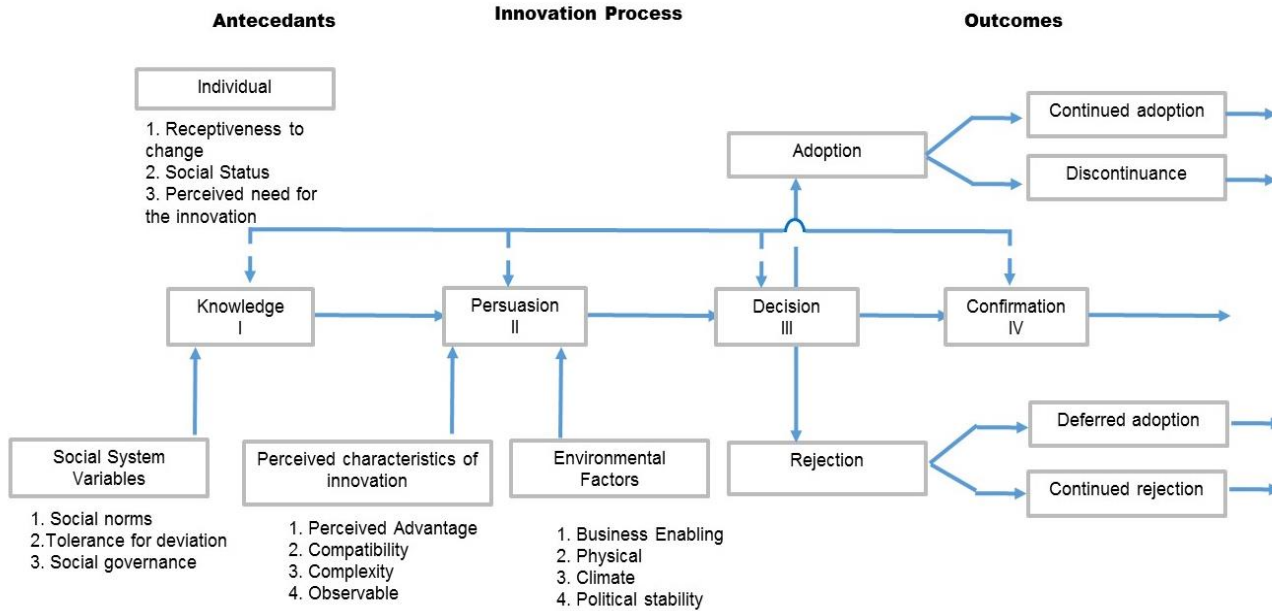 Antecedants
Innovation Process
Outcomes
Individual
1. Receptiveness to
change
2. Social Status
3. Perceived need for
the innovation
Adoption
Continued adoption
Discontinuance
Knowledge
I
Persuasion
II
Decision
III
Confirmation
IV
Social System
Variables
1. Social norms
2.Tolerance for deviation
3. Social governance
Perceived characteristics of
innovation
1. Perceived Advantage
2. Compatibility
3. Complexity
4. Observable
Environmental
Factors
1. Business Enabling
2. Physical
3. Climate
4. Political stability
Rejection
Deferred adoption
Continued rejection